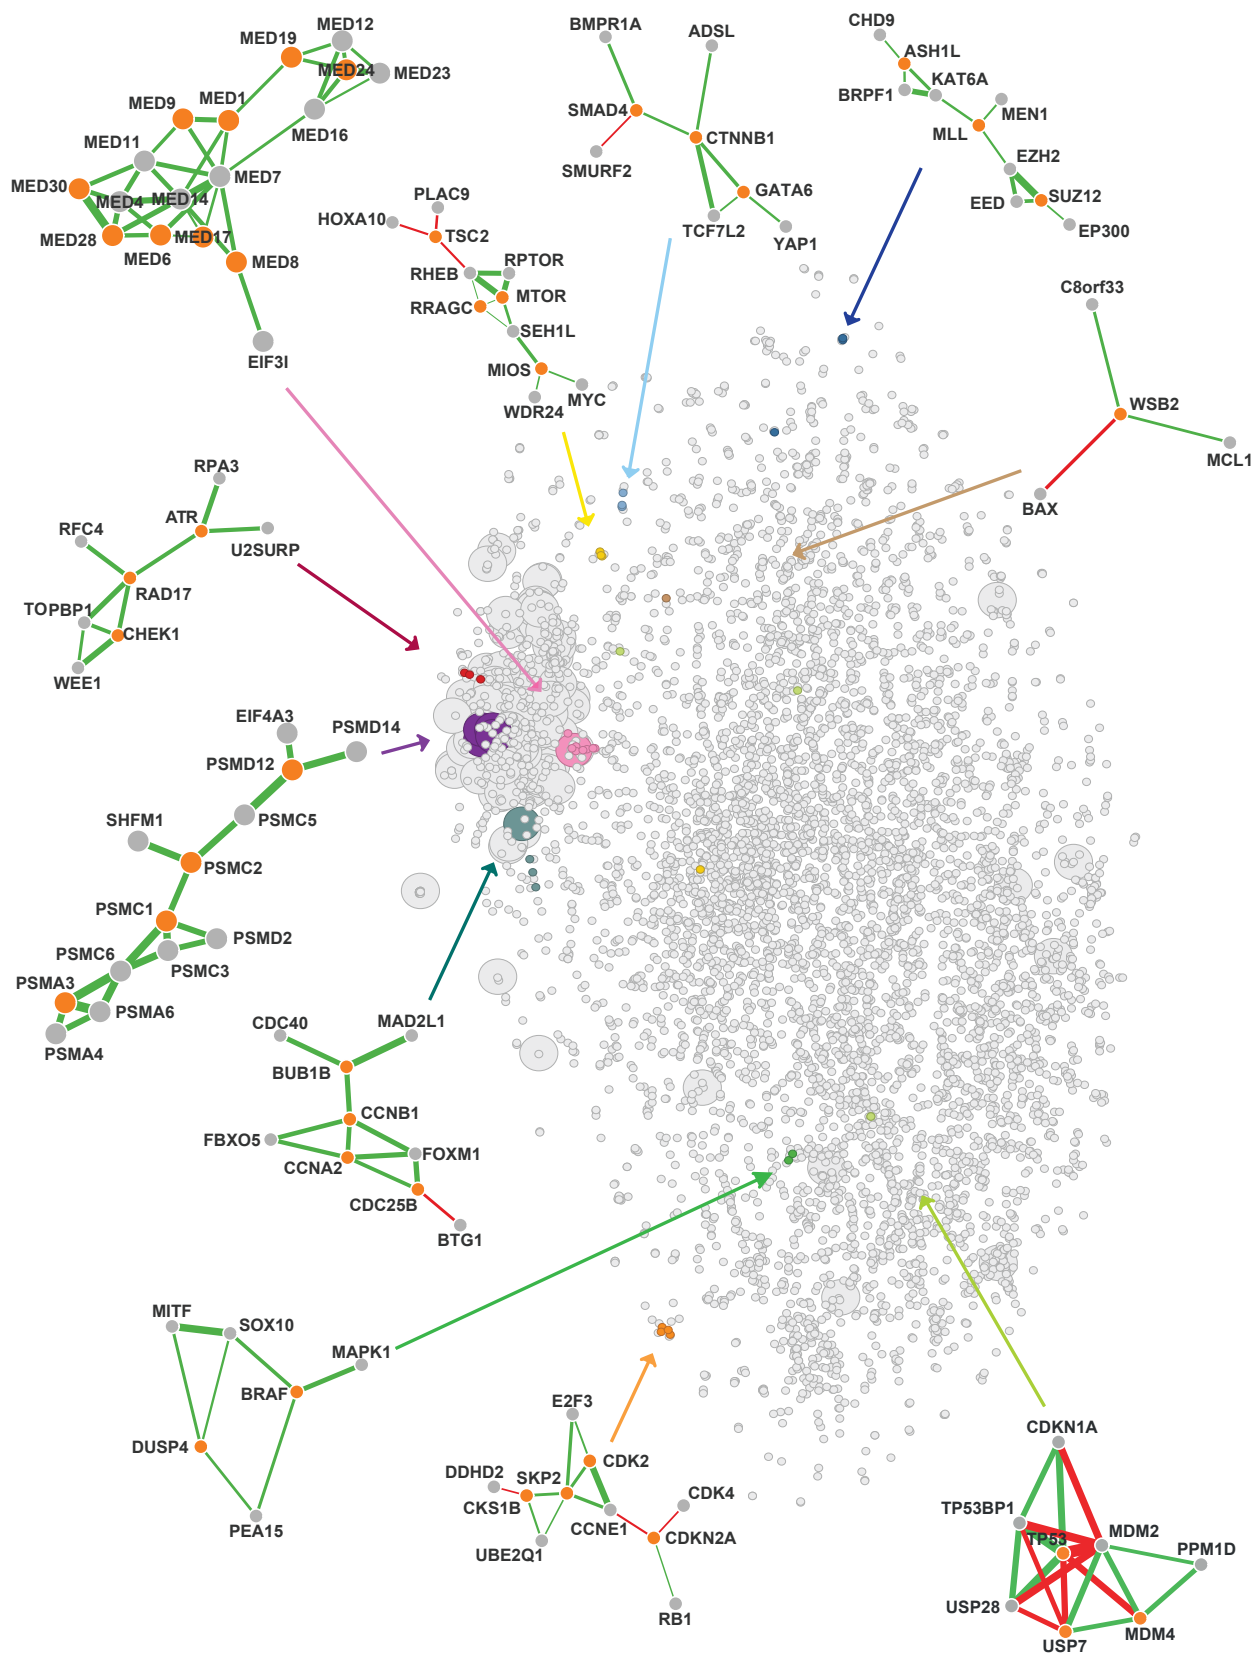 MED12
MED19
MED24
MED23
MED9
MED1
MED16
MED11
MED7
MED30
MED4
MED14
MED28
MED6
MED17
MED8
EIF3I
BMPR1A
ADSL
SMAD4
CTNNB1
SMURF2
GATA6
TCF7L2
YAP1
CHD9
ASH1L
KAT6A
BRPF1
MEN1
MLL
EZH2
EED
SUZ12
EP300
PLAC9
HOXA10
TSC2
RHEB
RPTOR
MTOR
RRAGC
SEH1L
MIOS
MYC
WDR24
C8orf33
WSB2
MCL1
BAX
RPA3
ATR
RFC4
U2SURP
RAD17
TOPBP1
CHEK1
WEE1
EIF4A3
PSMD14
PSMD12
PSMC5
SHFM1
PSMC2
PSMC1
PSMD2
PSMC6
PSMC3
PSMA3
PSMA6
PSMA4
CDC40
MAD2L1
BUB1B
CCNB1
FBXO5
FOXM1
CCNA2
CDC25B
BTG1
MITF
SOX10
MAPK1
BRAF
DUSP4
PEA15
E2F3
CDK2
DDHD2
SKP2
CKS1B
CDK4
CCNE1
CDKN2A
UBE2Q1
RB1
CDKN1A
TP53BP1
MDM2
TP53
PPM1D
USP28
MDM4
USP7